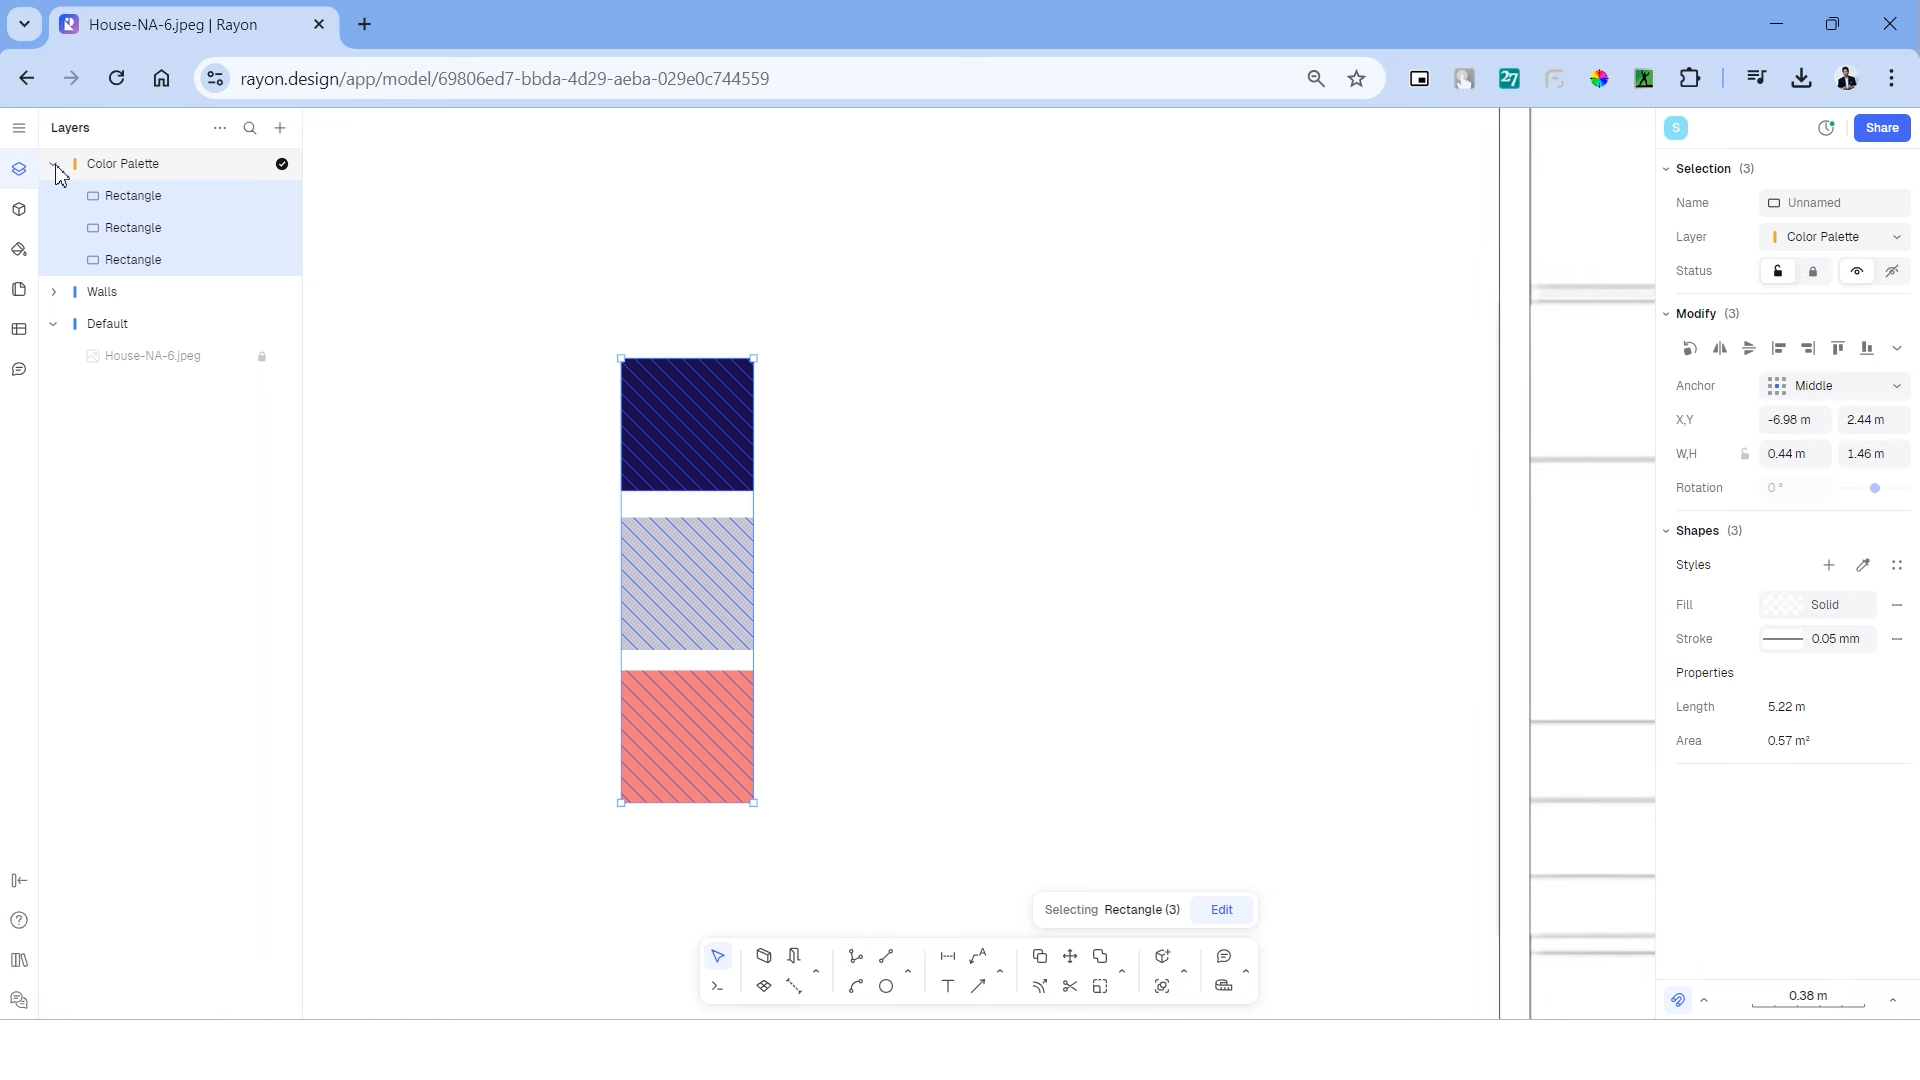 House-NA-6.jpeg | Rayon
rayon.design/app/model/69806ed7-bbda-4d29-aeba-029e0c744559
27
Layers
Color Palette
Rectangle
Rectangle
Rectangle
Walls
Default
House-NA-6.jpeg
S
Share
Selection (3)
Name Unnamed
Layer Color Palette
Status
Modify (3)
Anchor Middle
X,Y -6.98 m 2.44 m
W,H 0.44 m 1.46 m
Rotation 0 °
Shapes (3)
Styles
Fill Solid
Stroke 0.05 mm
Properties
Length 5.22 m
Area 0.57 m²
Selecting Rectangle (3) Edit
0.38 m